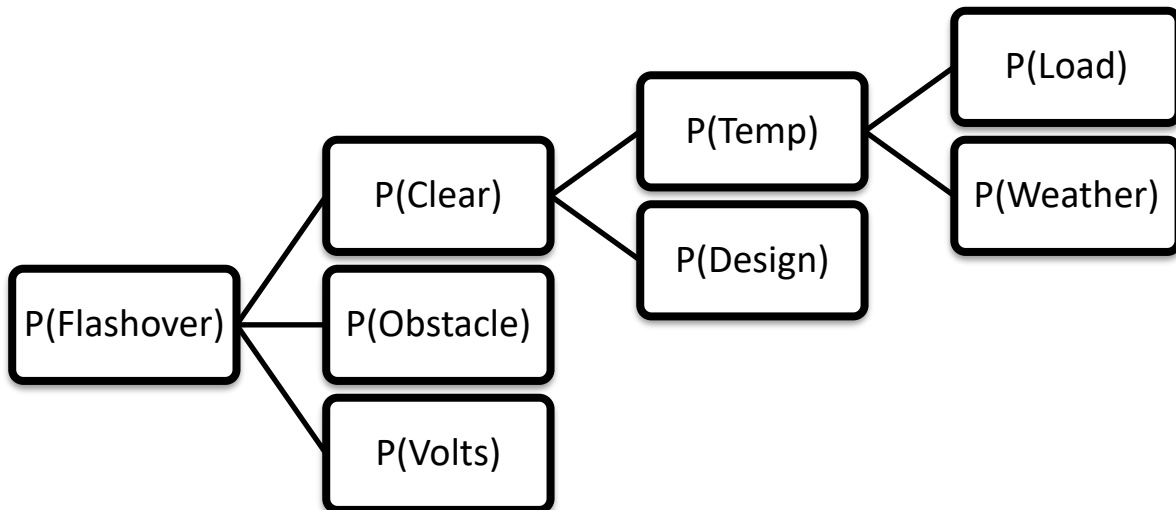 P(Flashover)
P(Clear)
P(Obstacle)
P(Volts)
P(Temp)
P(Design)
P(Load)
P(Weather)